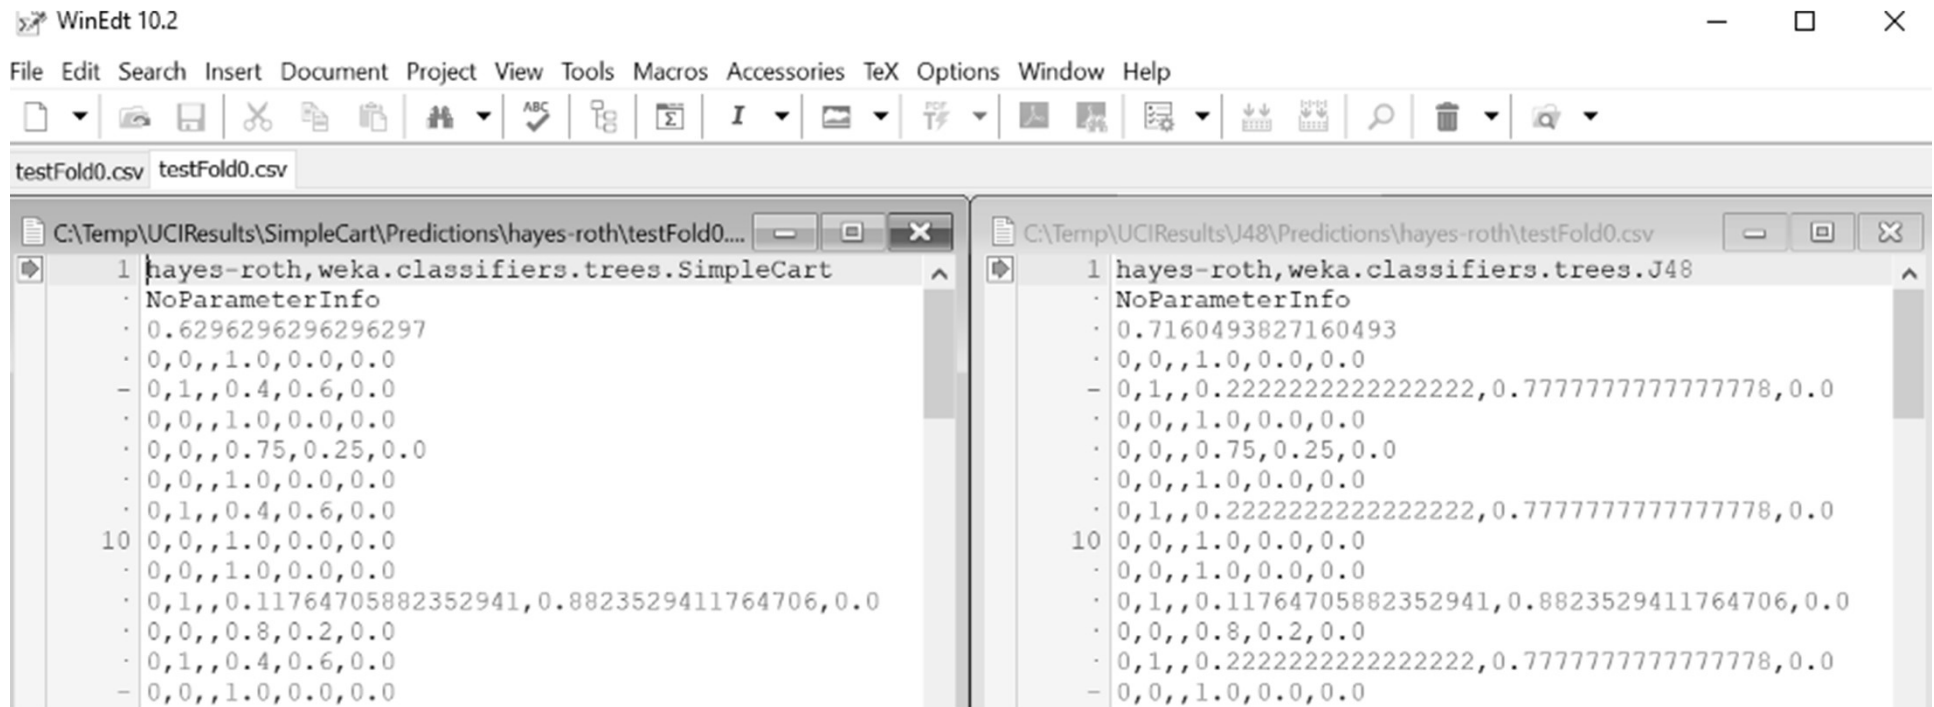 WinEdt 10.2
File Edit Search Insert Document Project View Tools Macros Accessories TeX Options Window Help
ABC Σ I PDF TF
testFold0.csv testFold0.csv
C:\Temp\UCIResults\SimpleCart\Predictions\hayes-roth\testFold0....
1 hayes-roth,weka.classifiers.trees.SimpleCart
NoParameterInfo
0.6296296296296297
0,0,,1.0,0.0,0.0
0,1,,0.4,0.6,0.0
0,0,,1.0,0.0,0.0
0,0,,0.75,0.25,0.0
0,0,,1.0,0.0,0.0
0,1,,0.4,0.6,0.0
10 0,0,,1.0,0.0,0.0
0,0,,1.0,0.0,0.0
0,1,,0.11764705882352941,0.8823529411764706,0.0
0,0,,0.8,0.2,0.0
0,1,,0.4,0.6,0.0
0,0,,1.0,0.0,0.0
C:\Temp\UCIResults\J48\Predictions\hayes-roth\testFold0.csv
1 hayes-roth,weka.classifiers.trees.J48
NoParameterInfo
0.7160493827160493
0,0,,1.0,0.0,0.0
0,1,,0.2222222222222222,0.7777777777777778,0.0
0,0,,1.0,0.0,0.0
0,0,,0.75,0.25,0.0
0,0,,1.0,0.0,0.0
0,1,,0.2222222222222222,0.7777777777777778,0.0
10 0,0,,1.0,0.0,0.0
0,0,,1.0,0.0,0.0
0,1,,0.11764705882352941,0.8823529411764706,0.0
0,0,,0.8,0.2,0.0
0,1,,0.2222222222222222,0.7777777777777778,0.0
0,0,,1.0,0.0,0.0